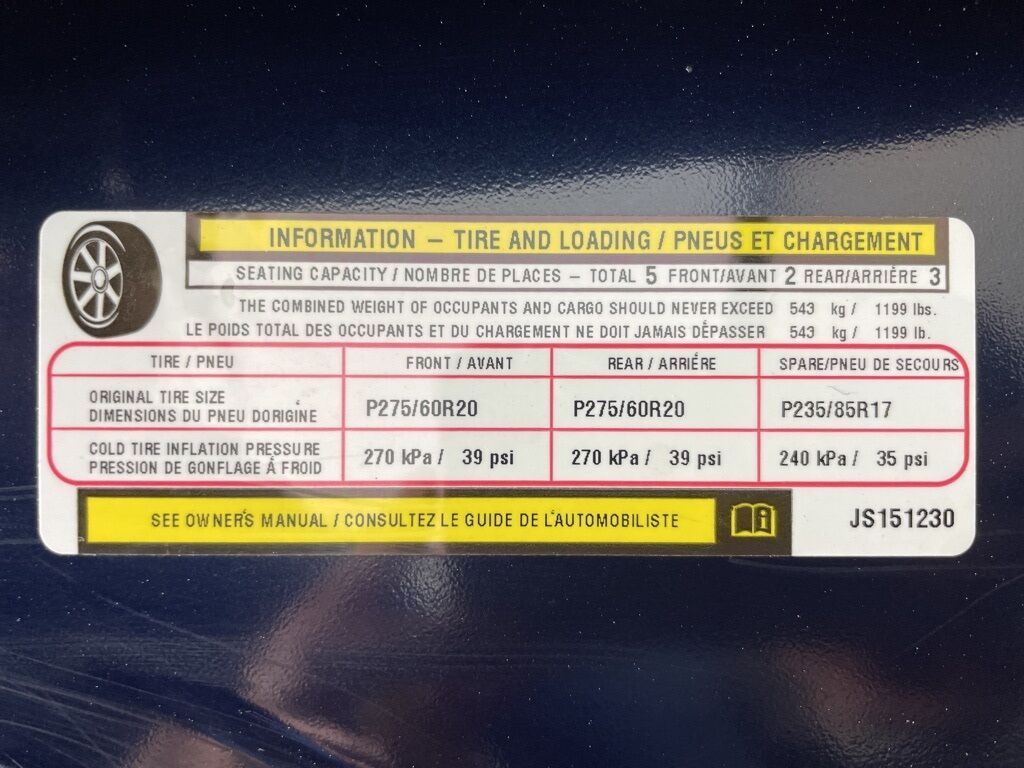 INFORMATION – TIRE AND LOADING / PNEUS ET CHARGEMENT
SEATING CAPACITY / NOMBRE DE PLACES – TOTAL 5 FRONT/AVANT 2 REAR/ARRIÈRE 3
THE COMBINED WEIGHT OF OCCUPANTS AND CARGO SHOULD NEVER EXCEED 543 kg / 1199 lbs.
LE POIDS TOTAL DES OCCUPANTS ET DU CHARGEMENT NE DOIT JAMAIS DÉPASSER 543 kg / 1199 lb.
TIRE / PNEU FRONT / AVANT REAR / ARRIÉRE SPARE/PNEU DE SECOURS
ORIGINAL TIRE SIZE
DIMENSIONS DU PNEU DORIGINE P275/60R20 P275/60R20 P235/85R17
COLD TIRE INFLATION PRESSURE
PRESSION DE GONFLAGE À FROID 270 kPa / 39 psi 270 kPa / 39 psi 240 kPa / 35 psi
SEE OWNER'S MANUAL / CONSULTEZ LE GUIDE DE L'AUTOMOBILISTE
JS151230